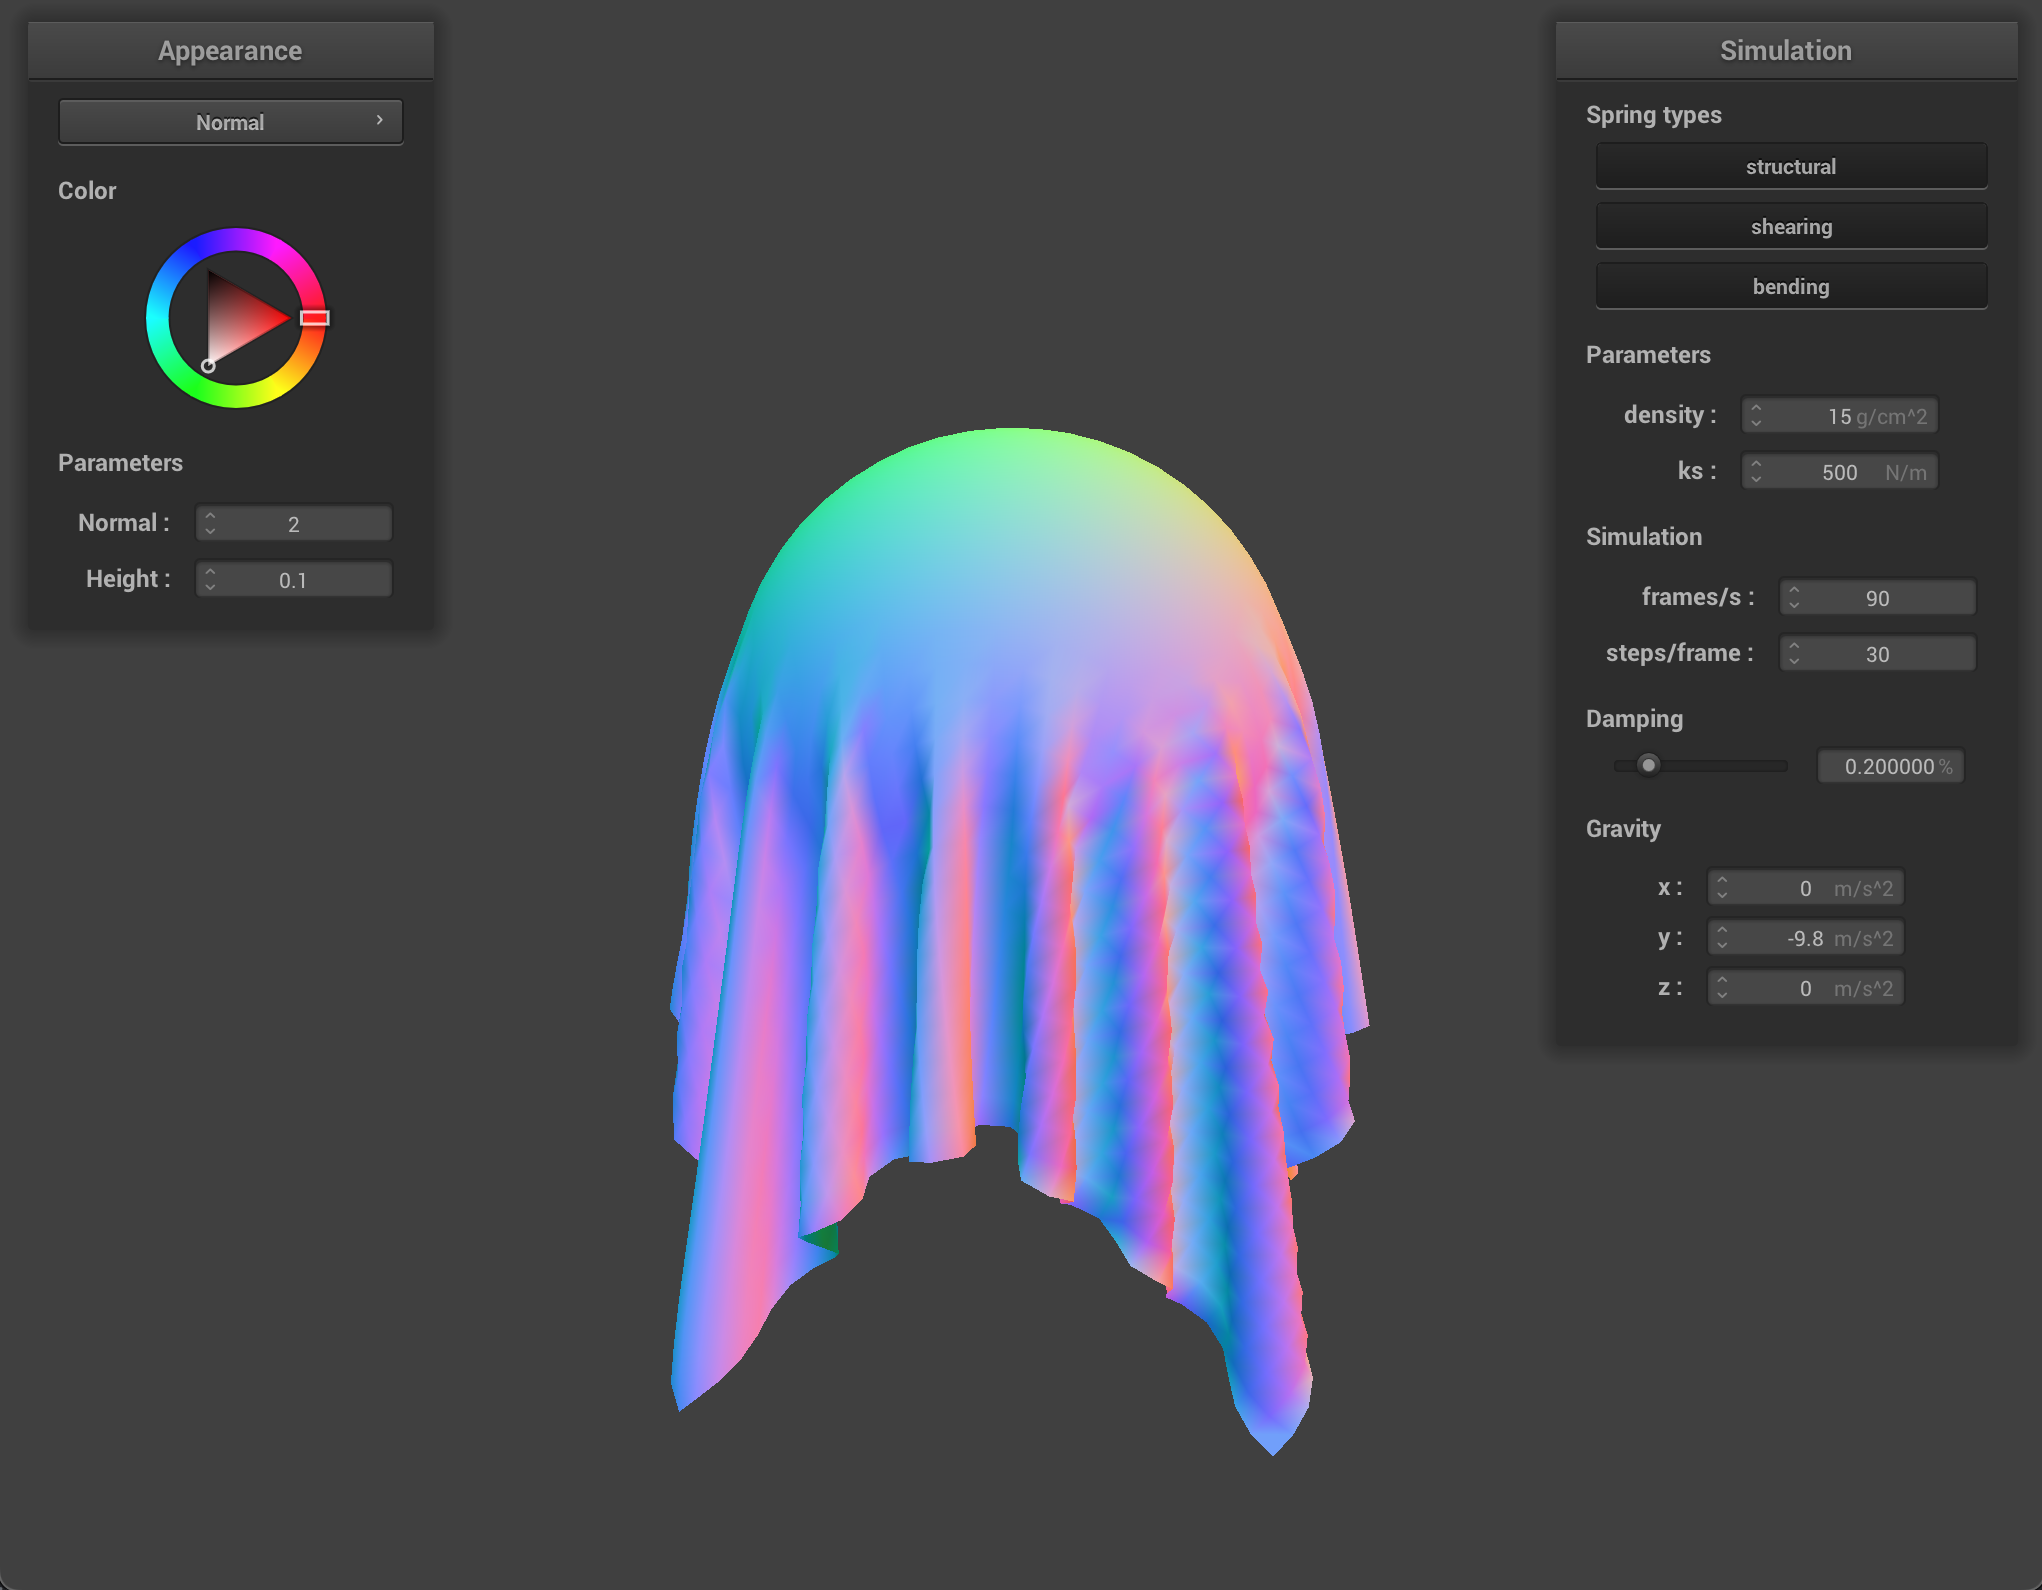 Appearance
Normal
Color
Parameters
Normal : 2
Height : 0.1
Simulation
Spring types
structural
shearing
bending
Parameters
density : 15 g/cm^2
ks : 500 N/m
Simulation
frames/s : 90
steps/frame : 30
Damping
0.200000 %
Gravity
x : 0 m/s^2
y : -9.8 m/s^2
z : 0 m/s^2